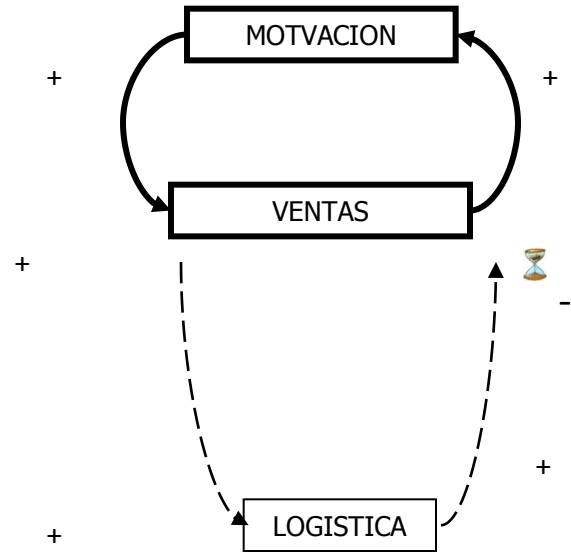 MOTVACION
+ +
VENTAS
+
-
+
LOGISTICA
+